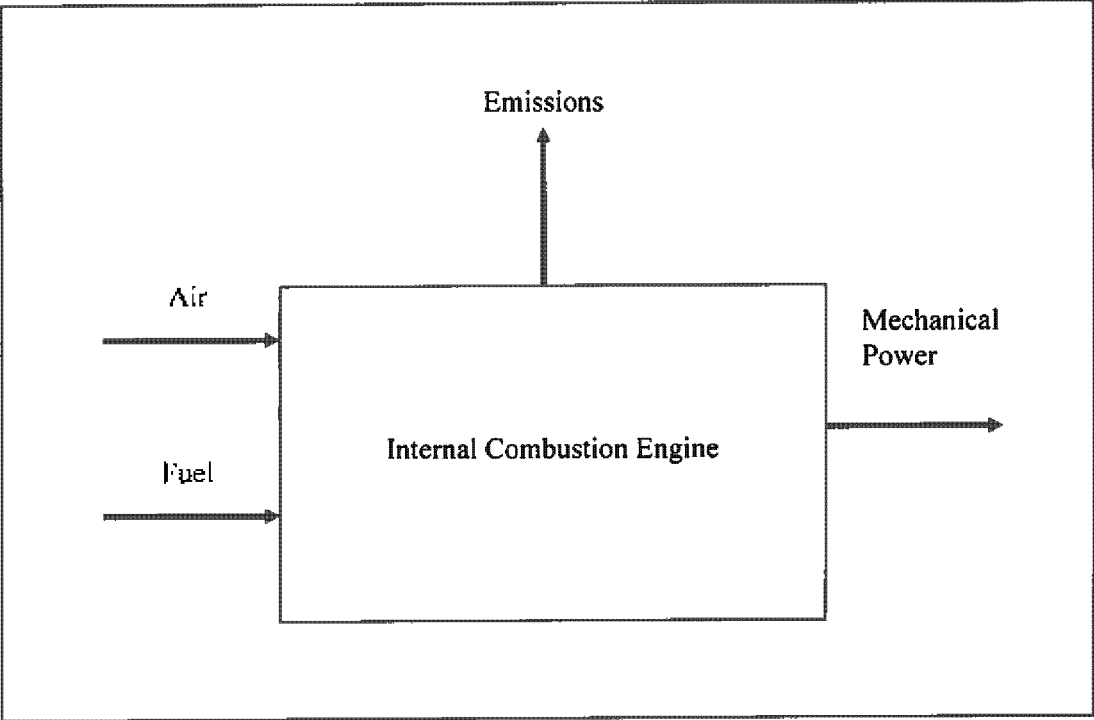 Emissions
Air
Mechanical
Power
Internal Combustion Engine
Fuel